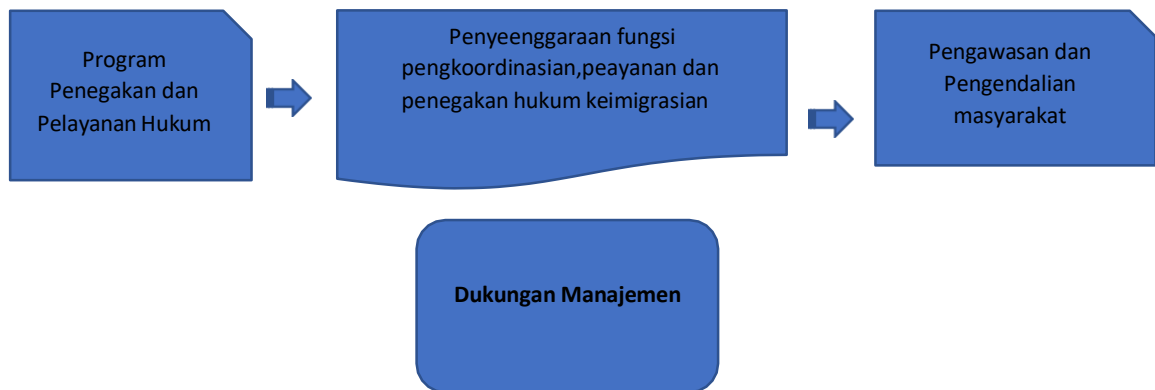 Program
Penegakan dan
Pelayanan Hukum
Penyeenggaraan fungsi
pengkoordinasian,peayanan dan
penegakan hukum keimigrasian
Pengawasan dan
Pengendalian
masyarakat
Dukungan Manajemen